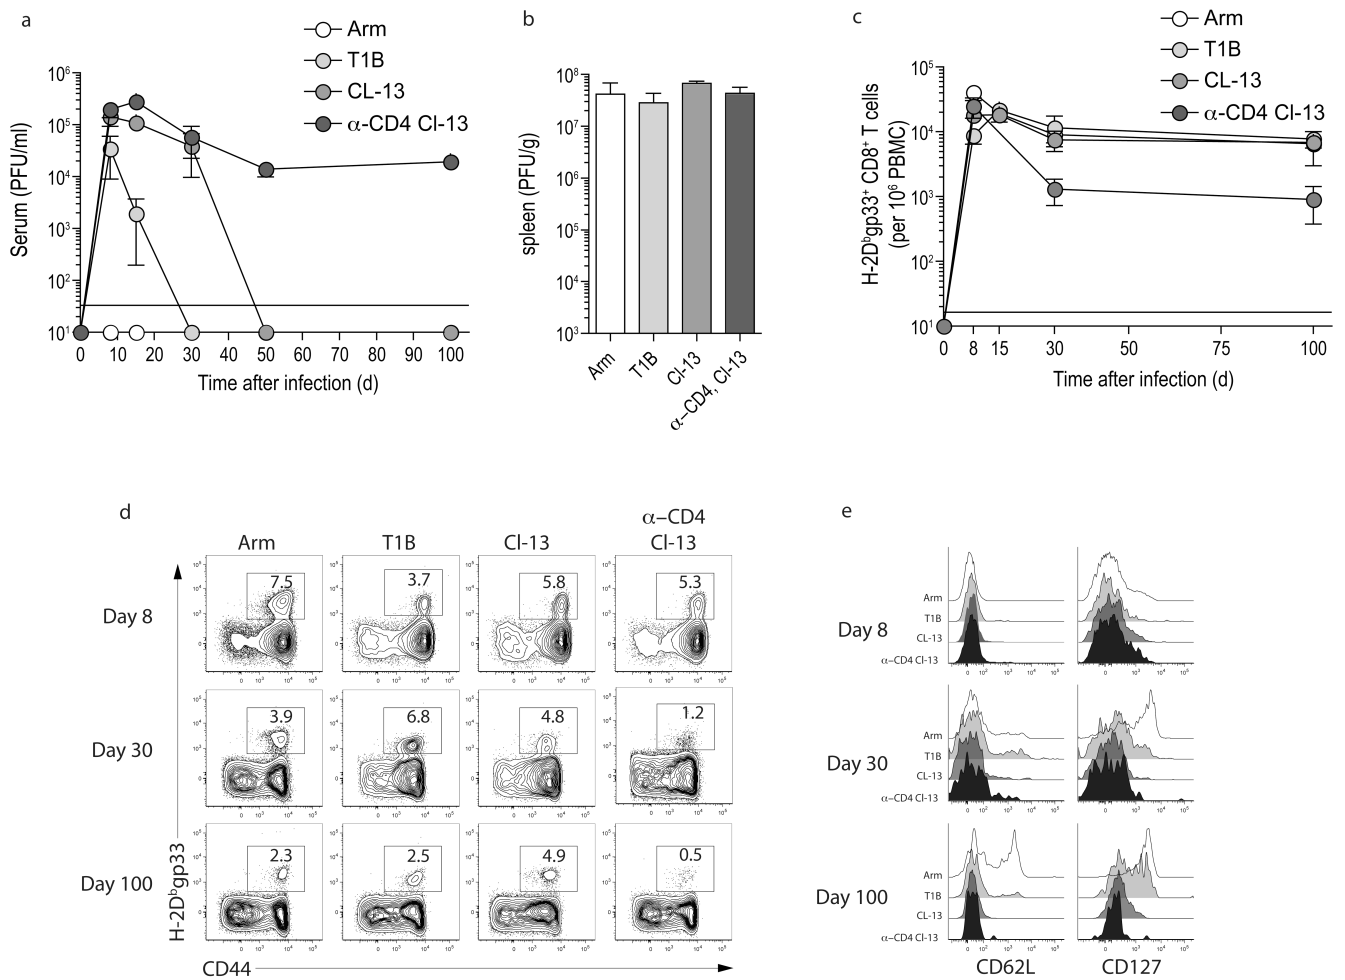 a
Arm
T1B
CL-13
α-CD4 Cl-13
Serum (PFU/ml)
10⁶
10⁵
10⁴
10³
10²
10¹
0 10 20 30 40 50 60 70 80 90 100
Time after infection (d)
b
spleen (PFU/g)
10⁸
10⁷
10⁶
10⁵
10⁴
10³
Arm
T1B
Cl-13
α–CD4, Cl-13
c
Arm
T1B
CL-13
α-CD4 Cl-13
H-2Dᵇgp33⁺ CD8⁺ T cells
(per 10⁶ PBMC)
10⁵
10⁴
10³
10²
10¹
0 8 15 30 50 75 100
Time after infection (d)
d
Arm T1B Cl-13 α–CD4 Cl-13
Day 8
7.5 3.7 5.8 5.3
Day 30
3.9 6.8 4.8 1.2
Day 100
2.3 2.5 4.9 0.5
H-2Dᵇgp33
CD44
e
Day 8
Arm
T1B
CL-13
α–CD4 Cl-13
Day 30
Arm
T1B
CL-13
α–CD4 Cl-13
Day 100
Arm
T1B
CL-13
α–CD4 Cl-13
CD62L CD127